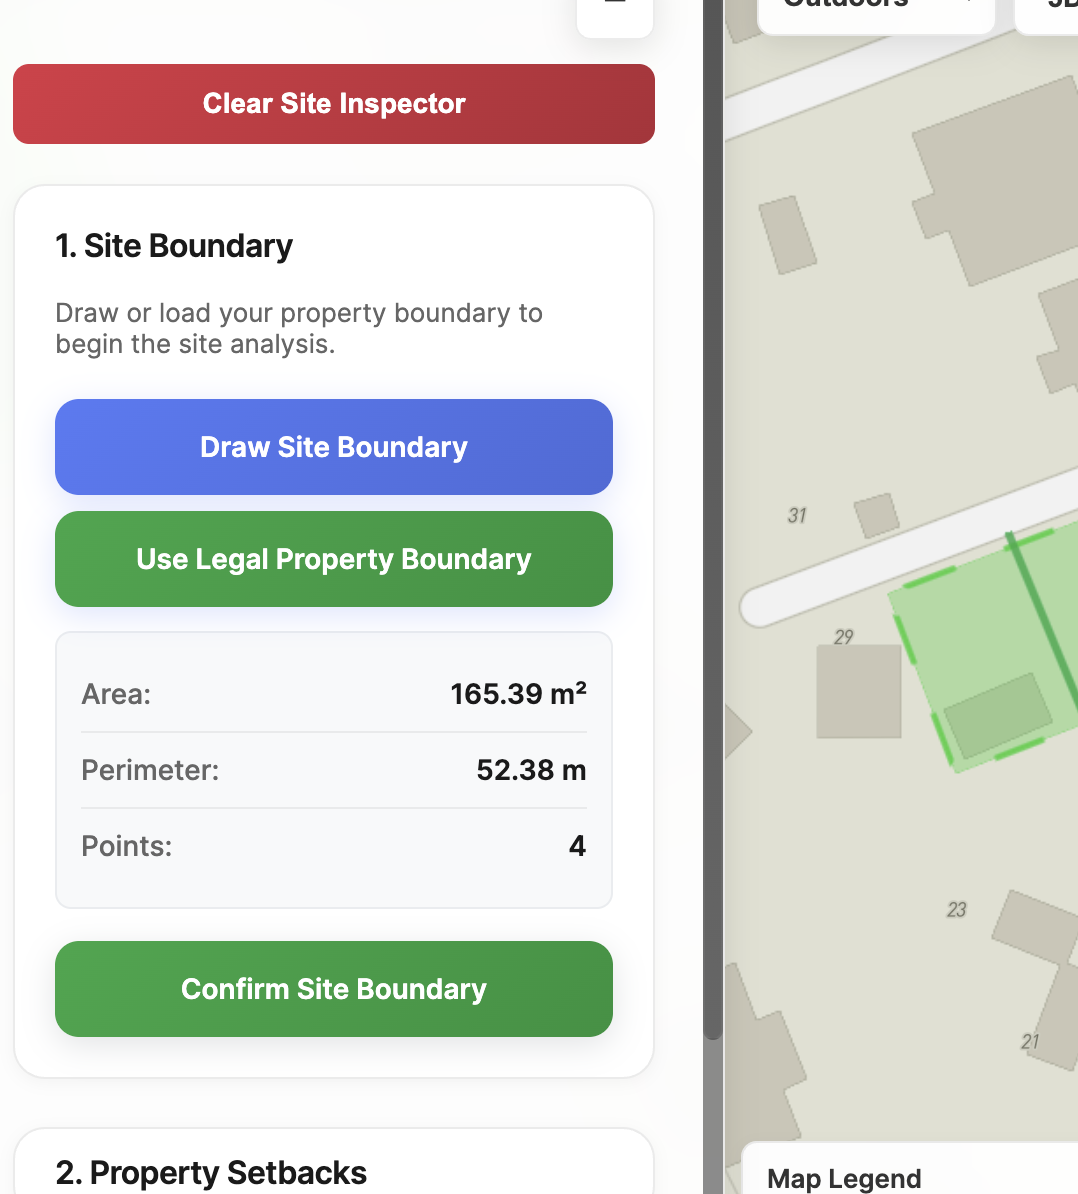 Clear Site Inspector
1. Site Boundary
Draw or load your property boundary to
begin the site analysis.
Draw Site Boundary
Use Legal Property Boundary
Area: 165.39 m²
Perimeter: 52.38 m
Points: 4
Confirm Site Boundary
2. Property Setbacks
Outdoors
31
29
23
21
Map Legend